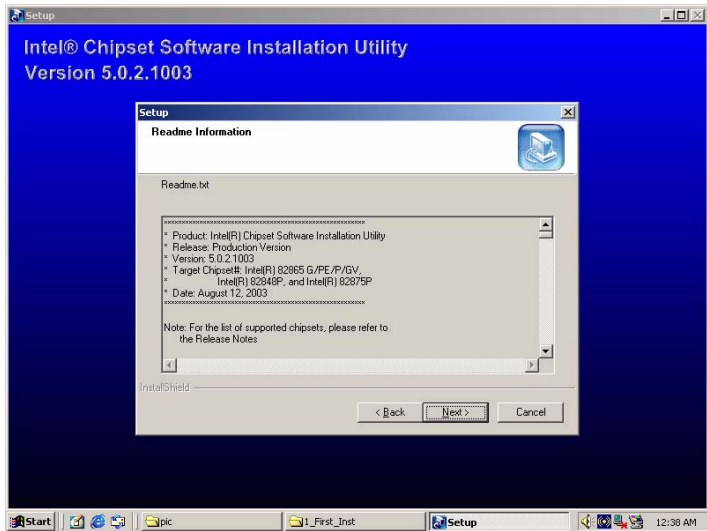 Setup
Intel® Chipset Software Installation Utility
Version 5.0.2.1003
Setup
Readme Information
Readme.txt
* Product: Intel(R) Chipset Software Installation Utility
* Release: Production Version
* Version: 5.0.2.1003
* Target Chipset#: Intel(R) 82865 G/PE/P/GV,
* Intel(R) 82848P, and Intel(R) 82875P
* Date: August 12, 2003
Note: For the list of supported chipsets, please refer to
the Release Notes
InstallShield
< Back Next > Cancel
Start pic 1_First_Inst Setup 12:38 AM